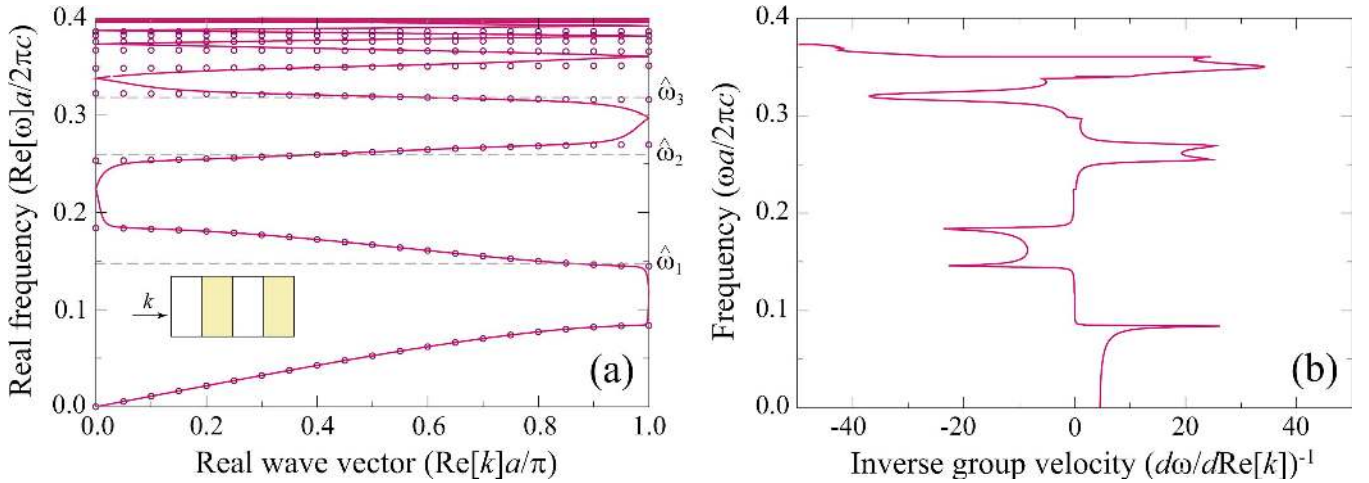 0.4
0.3
0.2
0.1
0.0
Real frequency (Re[ω]a/2πc)
ω̂₃
ω̂₂
ω̂₁
k
(a)
0.0 0.2 0.4 0.6 0.8 1.0
Real wave vector (Re[k]a/π)
0.4
0.3
0.2
0.1
0.0
Frequency (ωa/2πc)
(b)
-40 -20 0 20 40
Inverse group velocity (dω/dRe[k])⁻¹